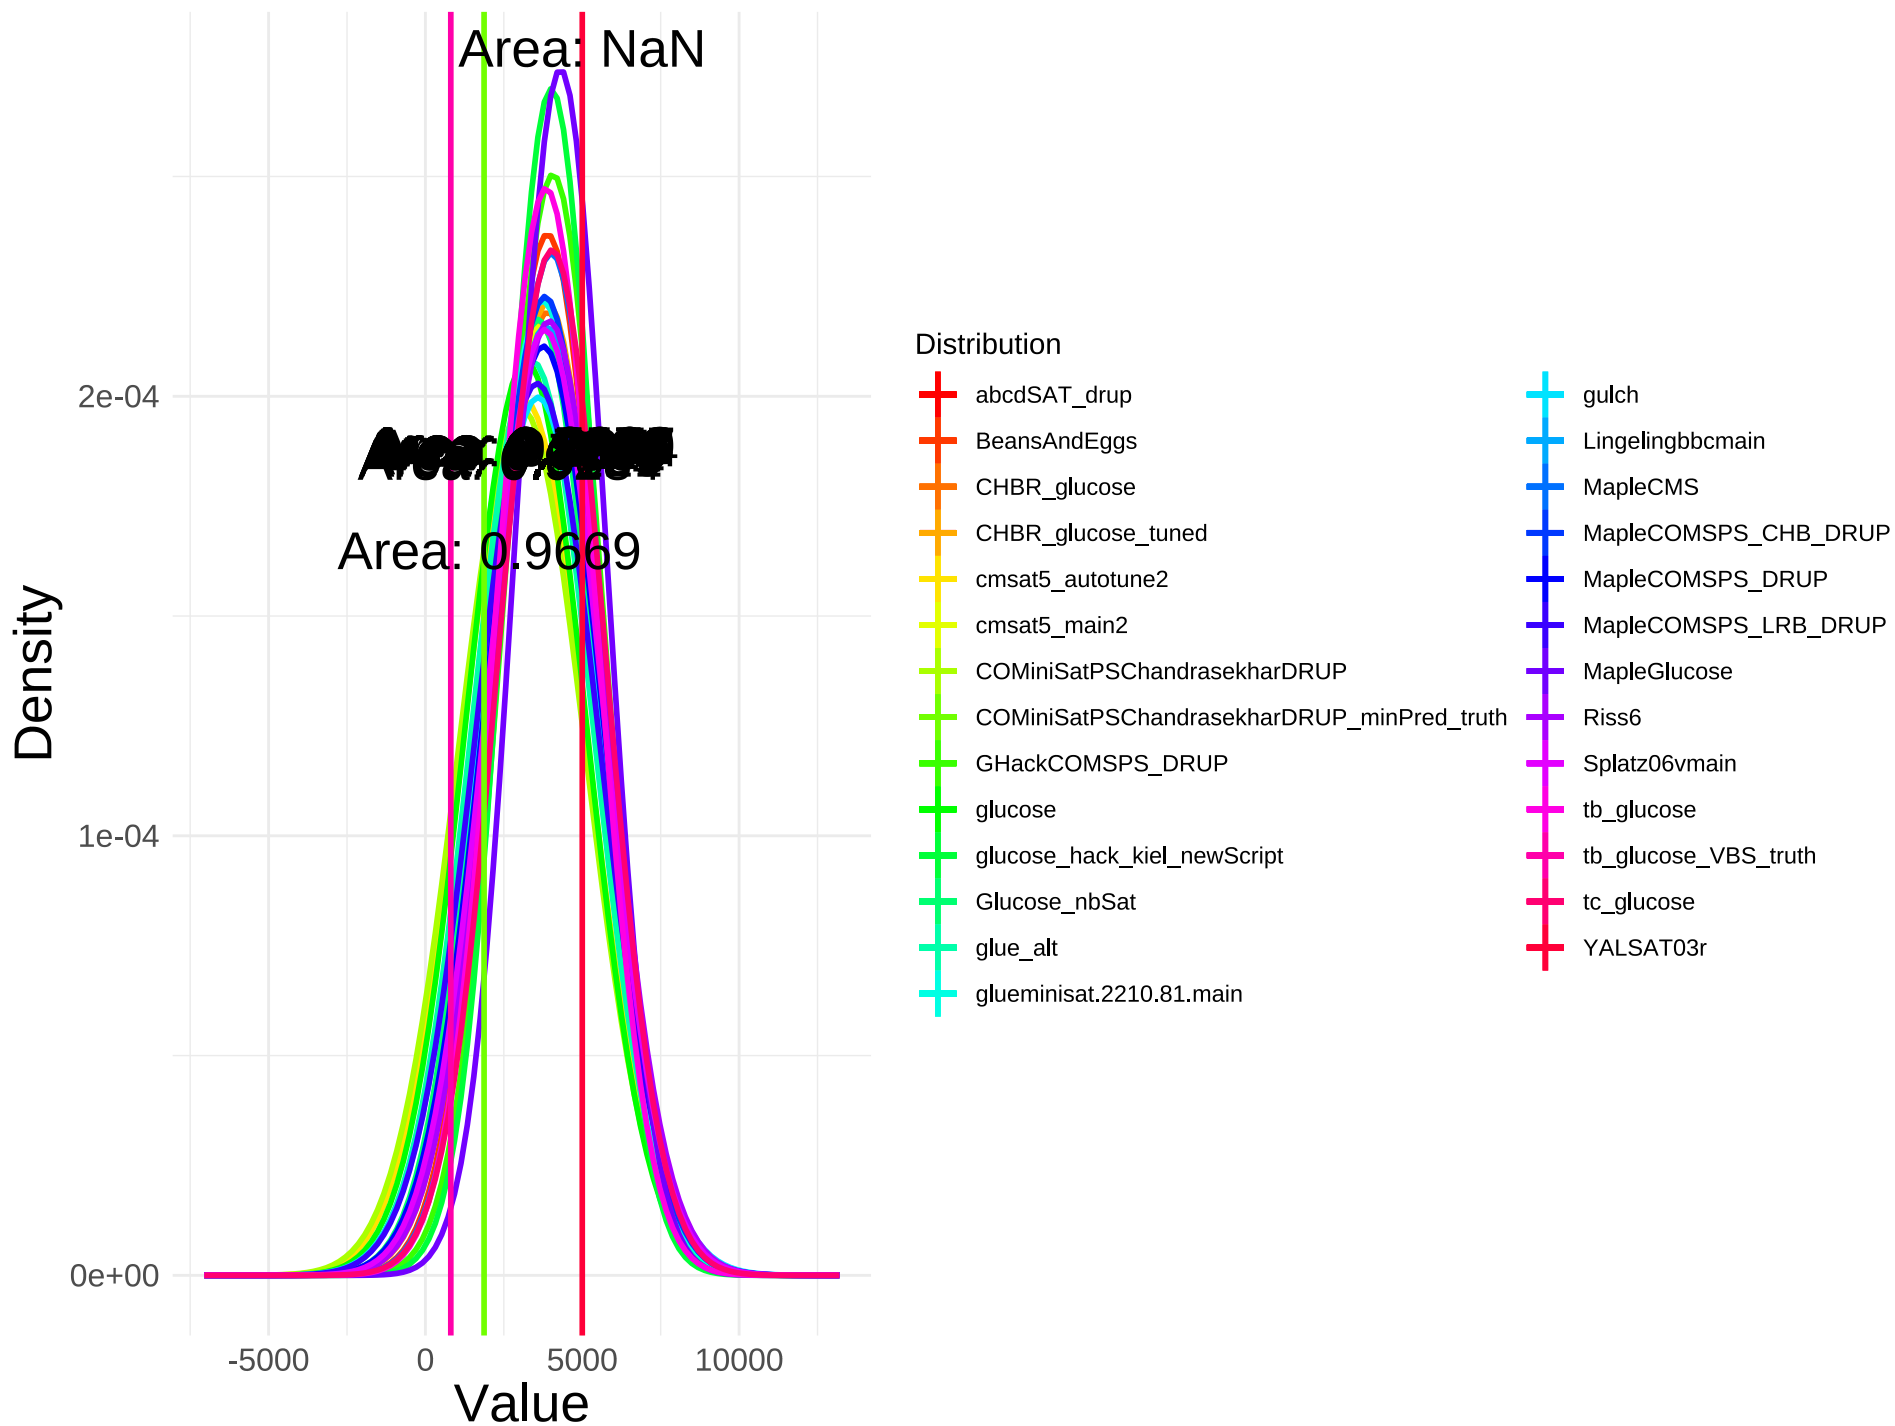 Area: NaN
Area: 0.9669
Density
2e-04
1e-04
0e+00
-5000
0
5000
10000
Value
Distribution
abcdSAT_drup
BeansAndEggs
CHBR_glucose
CHBR_glucose_tuned
cmsat5_autotune2
cmsat5_main2
COMiniSatPSChandrasekharDRUP
COMiniSatPSChandrasekharDRUP_minPred_truth
GHackCOMSPS_DRUP
glucose
glucose_hack_kiel_newScript
Glucose_nbSat
glue_alt
glueminisat.2210.81.main
gulch
Lingelingbbcmain
MapleCMS
MapleCOMSPS_CHB_DRUP
MapleCOMSPS_DRUP
MapleCOMSPS_LRB_DRUP
MapleGlucose
Riss6
Splatz06vmain
tb_glucose
tb_glucose_VBS_truth
tc_glucose
YALSAT03r